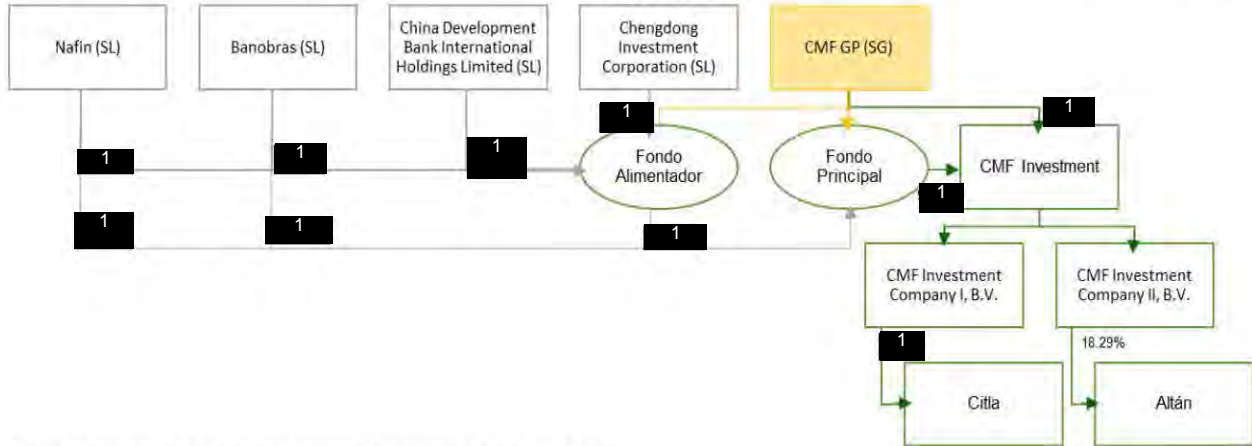 Nafin (SL)
Banobras (SL)
China Development
Bank International
Holdings Limited (SL)
Chengdong
Investment
Corporation (SL)
CMF GP (SG)
1
1
1
1
1
Fondo
Alimentador
Fondo
Principal
CMF Investment
1
1
1
1
CMF Investment
Company I, B.V.
CMF Investment
Company II, B.V.
1
18.29%
Citla
Altán